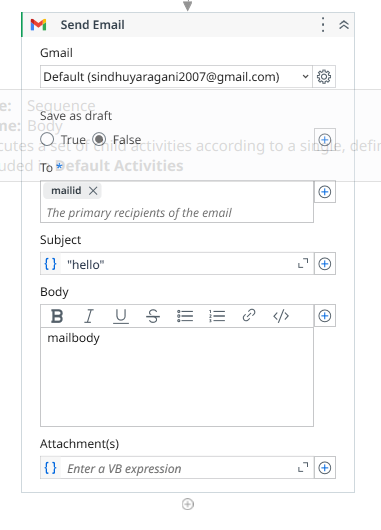 Send Email
Gmail
Default (sindhuyaragani2007@gmail.com)
e: Sequence
Save as draft
me: Body
True False
cutes a set of child activities according to a single, defin
luded in Default Activities
To *
mailid
The primary recipients of the email
Subject
{} "hello"
Body
B I U S </>
mailbody
Attachment(s)
{} Enter a VB expression